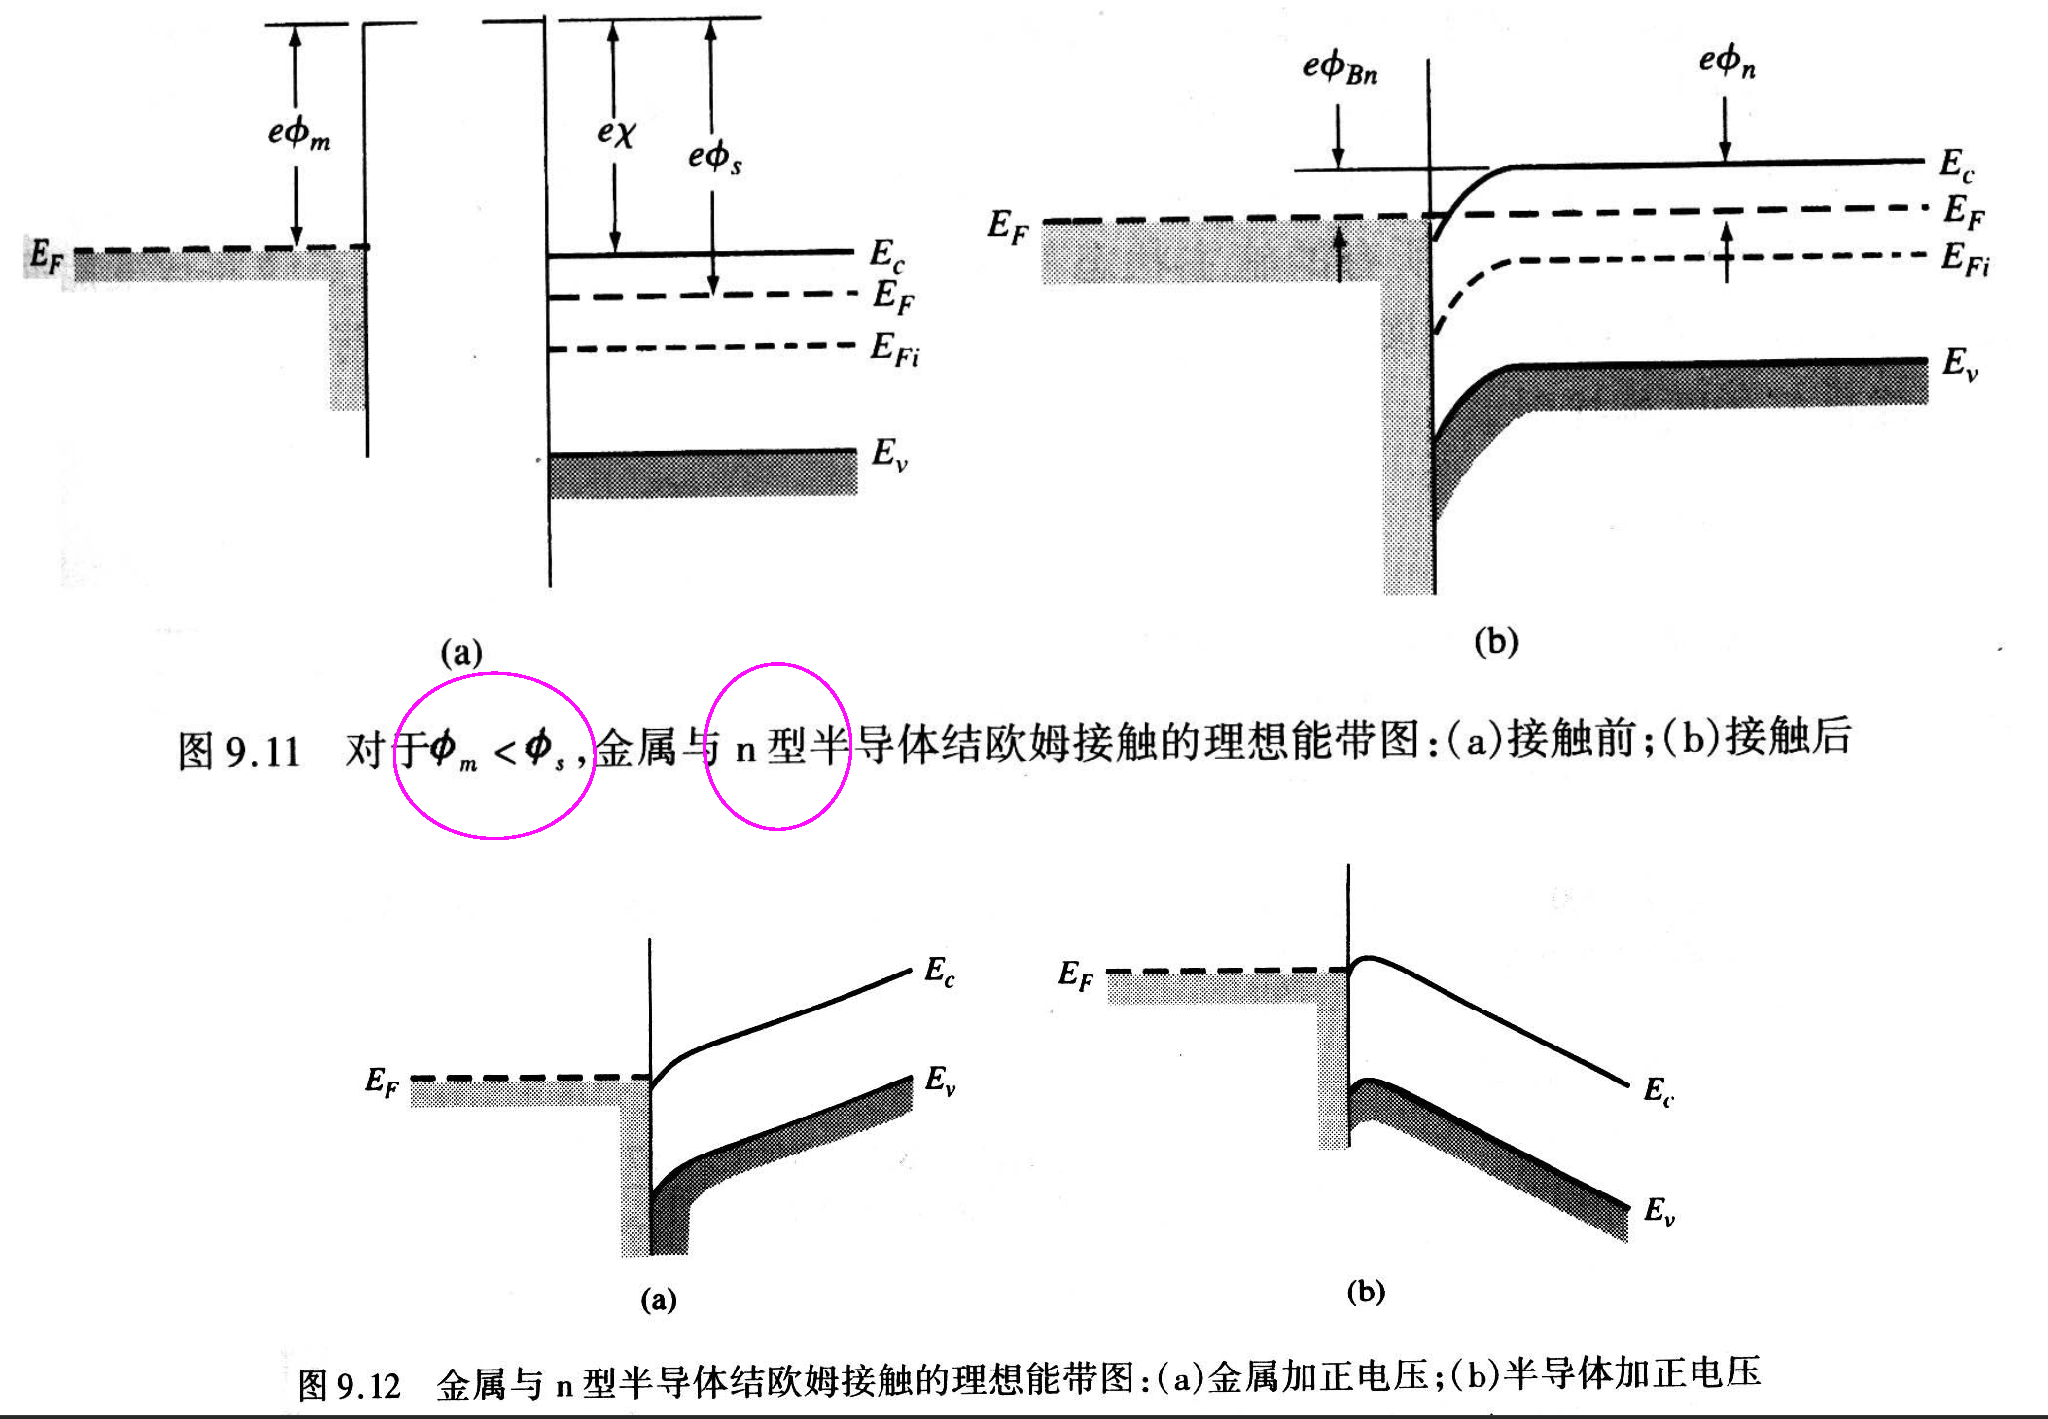 eϕm
eχ
eϕs
EF
Ec
EF
EFi
Ev
(a)
eϕBn
eϕn
EF
Ec
EF
EFi
Ev
(b)
图 9.11 对于ϕm < ϕs,金属与 n 型半导体结欧姆接触的理想能带图:(a)接触前;(b)接触后
EF
Ec
Ev
(a)
EF
Ec
Ev
(b)
图 9.12 金属与 n 型半导体结欧姆接触的理想能带图:(a)金属加正电压;(b)半导体加正电压